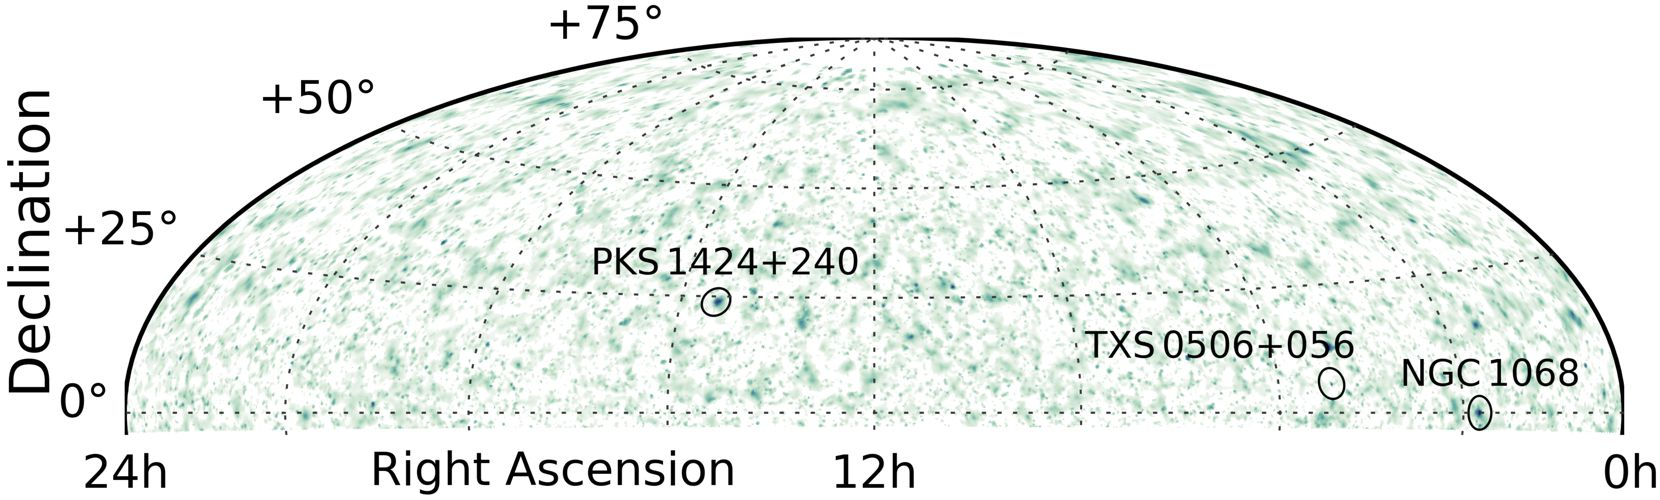 +75°
+50°
+25°
0°
Declination
PKS 1424+240
TXS 0506+056
NGC 1068
24h
Right Ascension
12h
0h